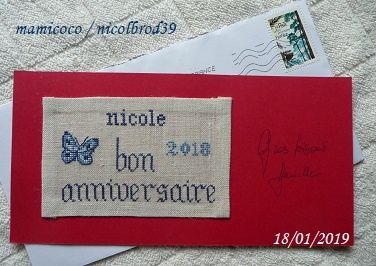 mamicoco / nicolbrod39
nicole
2018
bon
anniversaire
18/01/2019